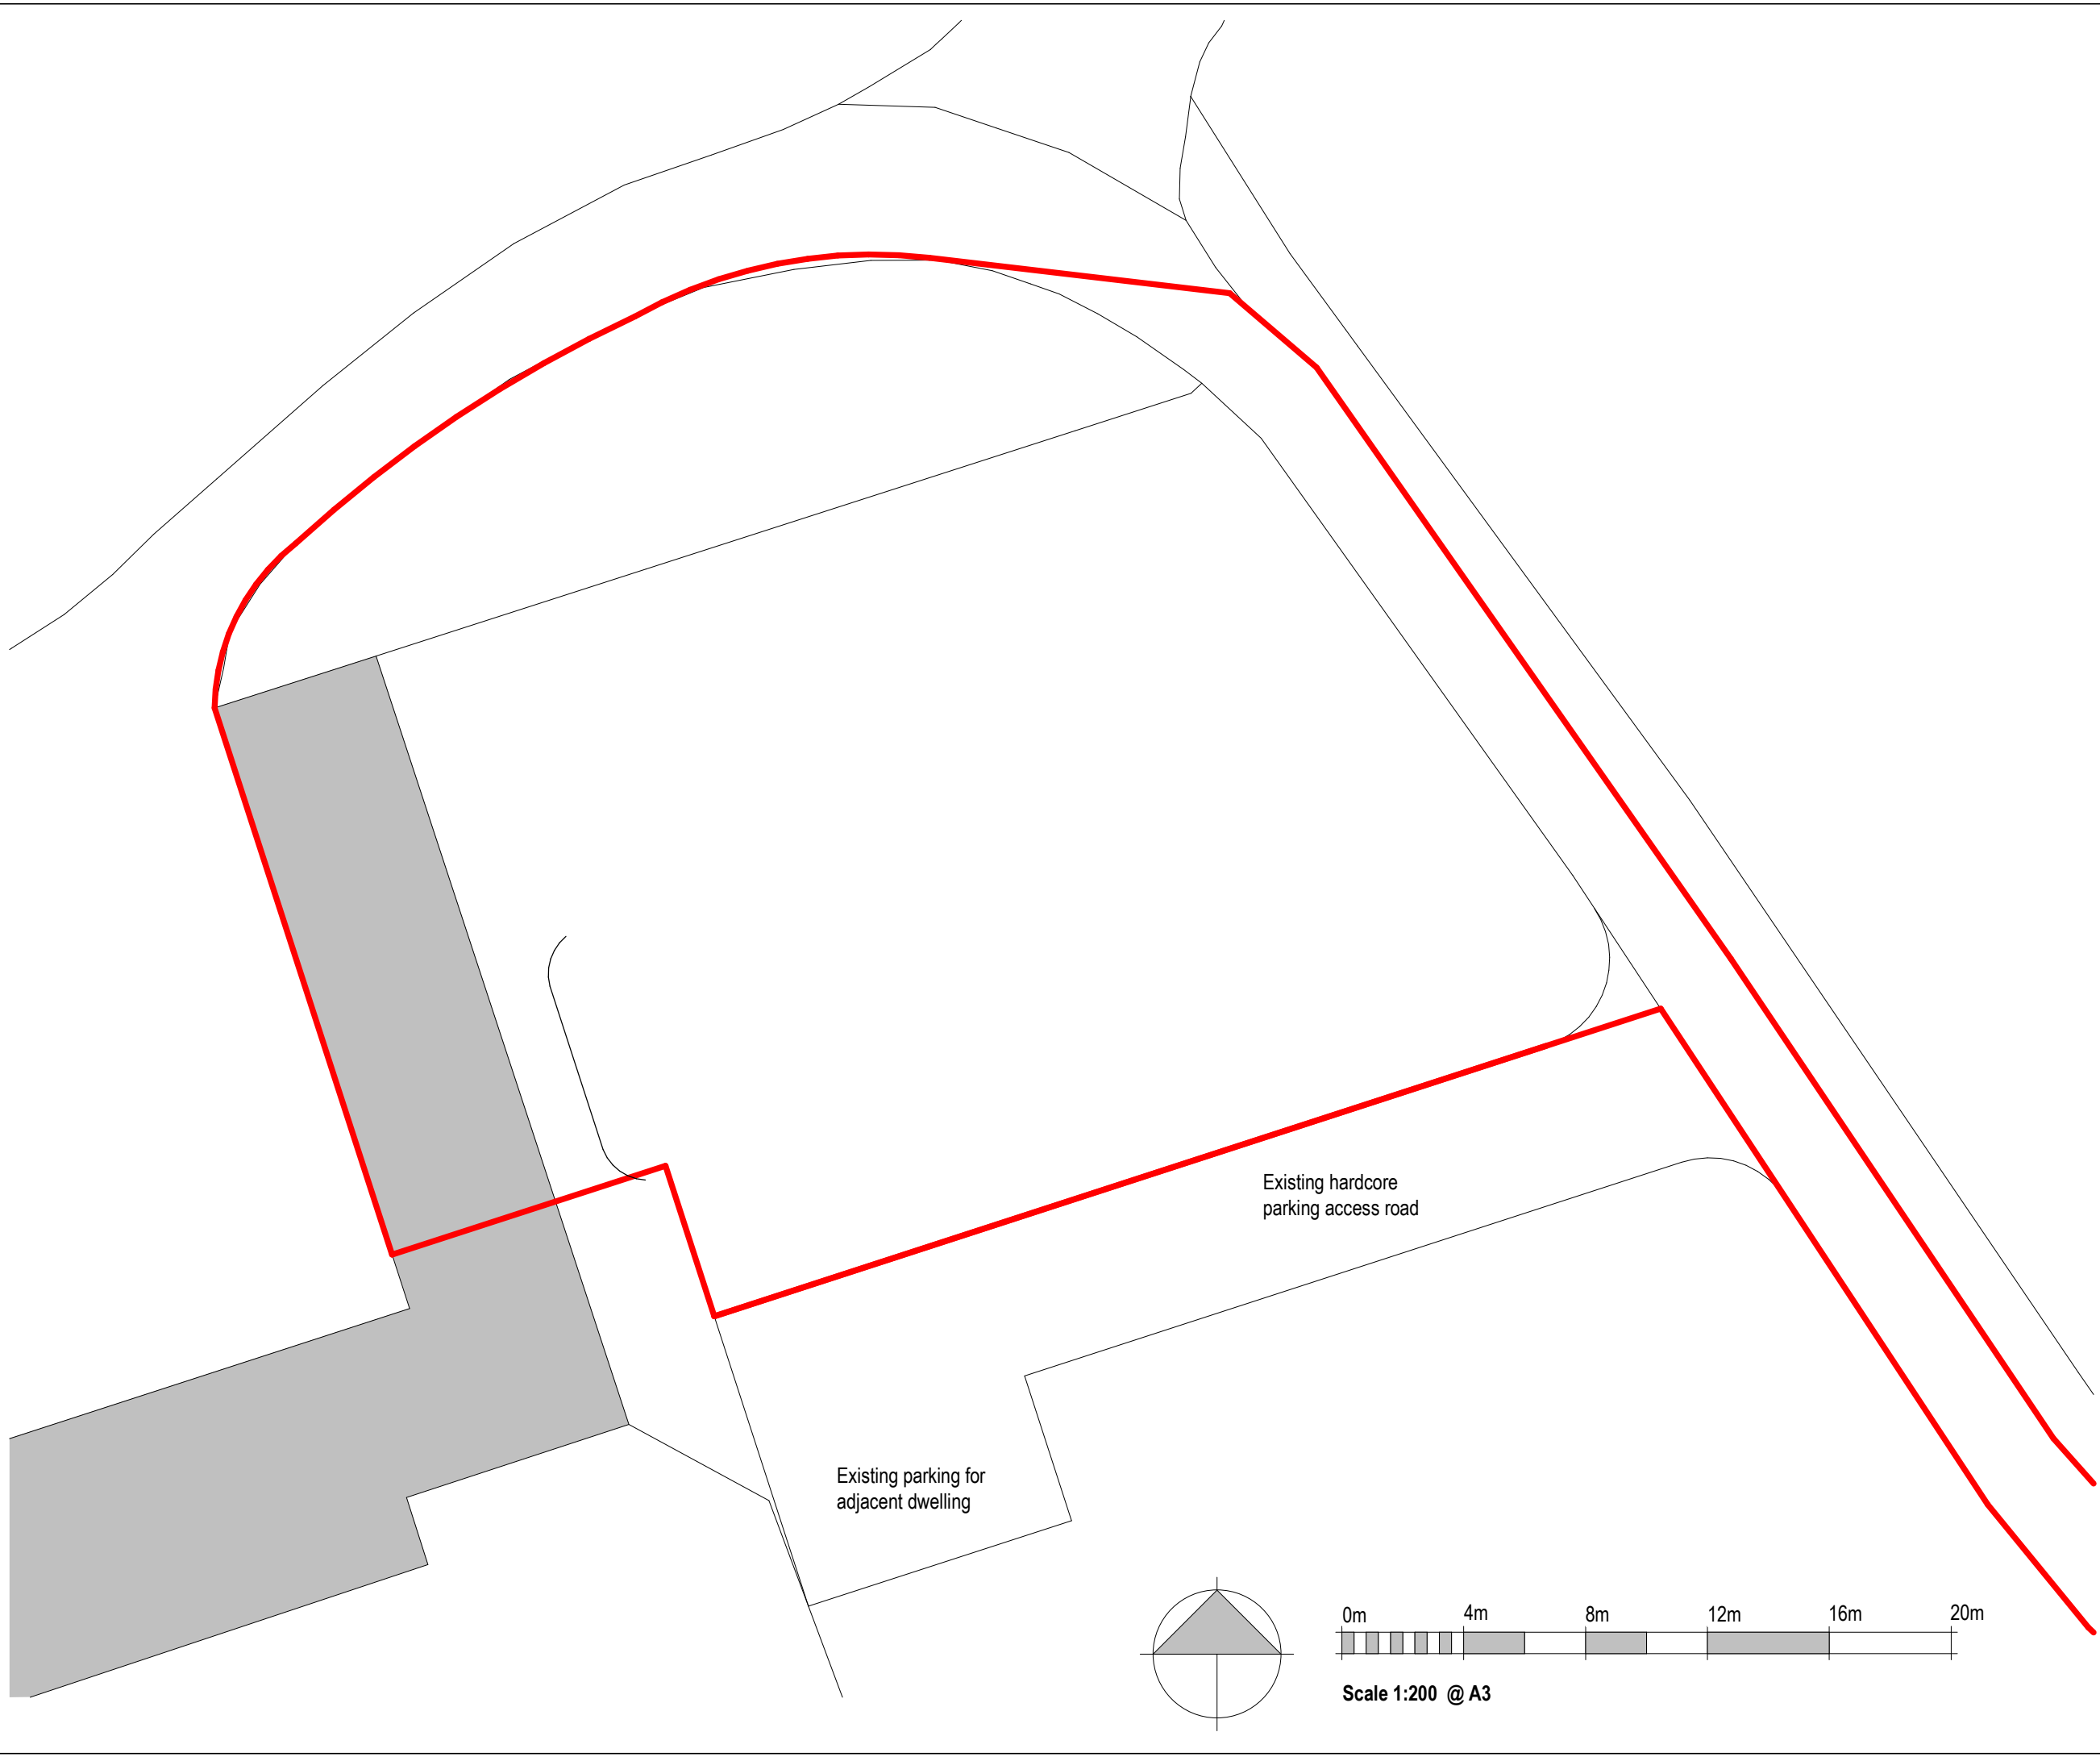 Existing hardcore
parking access road
Existing parking for
adjacent dwelling
0m 4m 8m 12m 16m 20m
Scale 1:200 @ A3